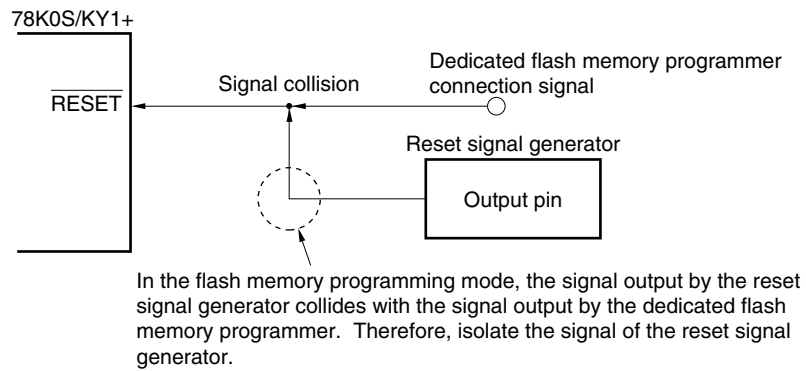 78K0S/KY1+
Dedicated flash memory programmer
connection signal
Signal collision
RESET
Reset signal generator
Output pin
In the flash memory programming mode, the signal output by the reset
signal generator collides with the signal output by the dedicated flash
memory programmer.  Therefore, isolate the signal of the reset signal
generator.